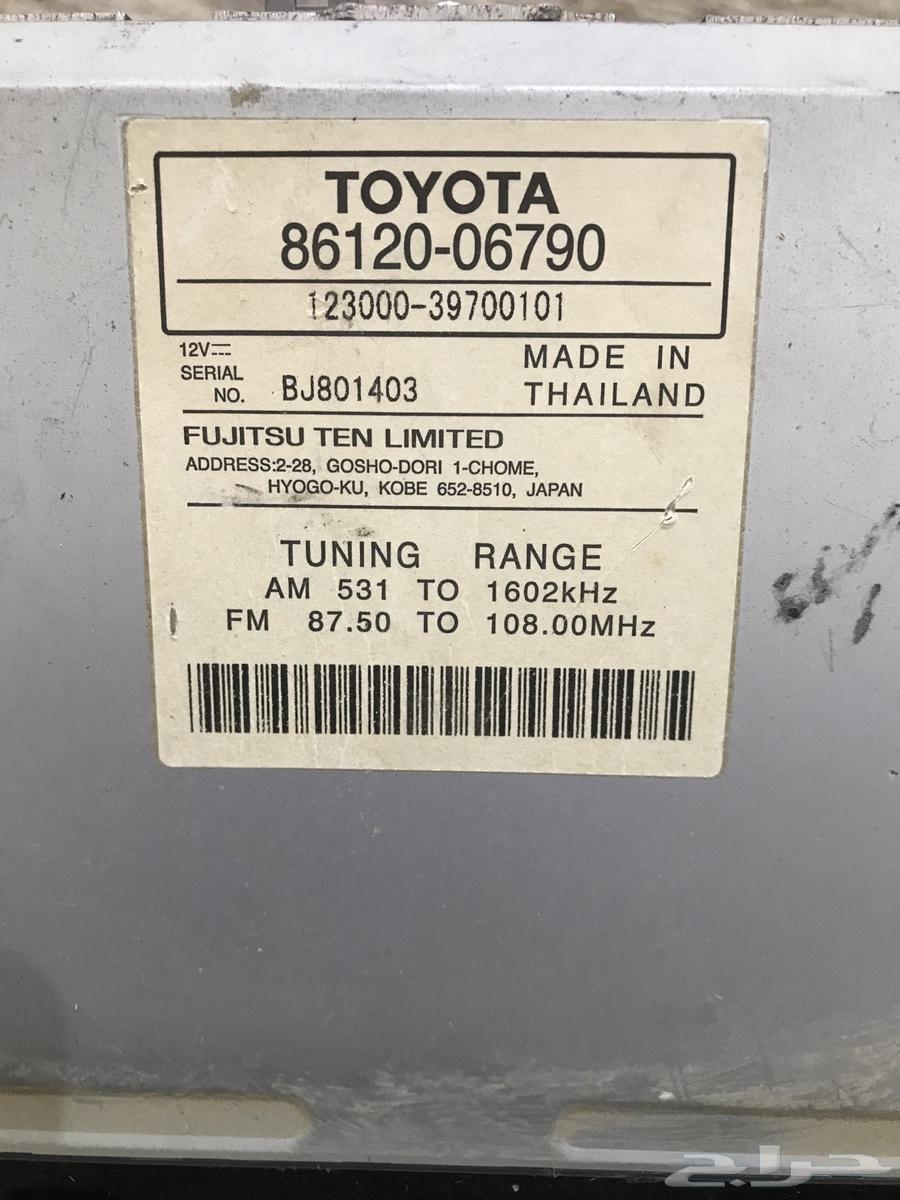 TOYOTA
86120-06790
123000-39700101
12V
SERIAL
NO. BJ801403
MADE IN
THAILAND
FUJITSU TEN LIMITED
ADDRESS:2-28, GOSHO-DORI 1-CHOME,
HYOGO-KU, KOBE 652-8510, JAPAN
TUNING RANGE
AM 531 TO 1602kHz
FM 87.50 TO 108.00MHz
حراج